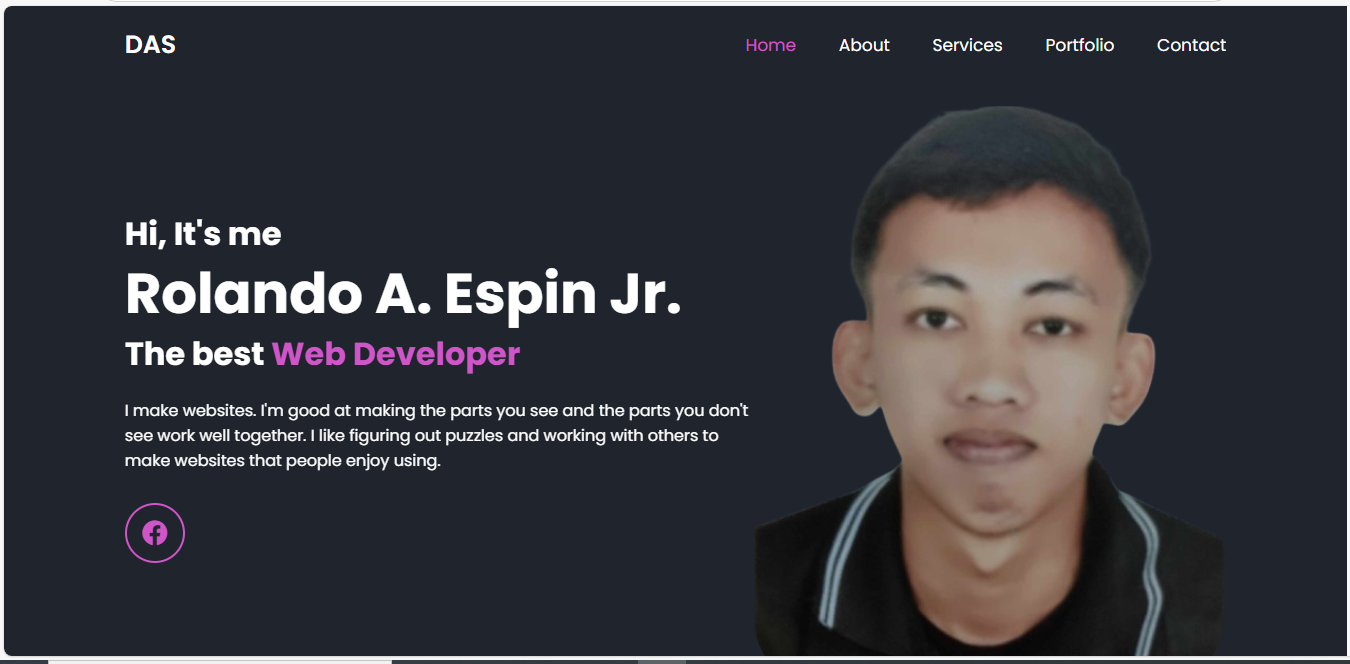 DAS
Home About Services Portfolio Contact
Hi, It's me
Rolando A. Espin Jr.
The best Web Developer
I make websites. I'm good at making the parts you see and the parts you don't
see work well together. I like figuring out puzzles and working with others to
make websites that people enjoy using.